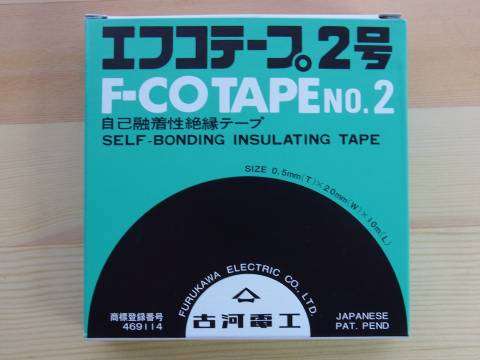 エフコテープ。2号
F-CO TAPE NO.2
自己融着性絶縁テープ
SELF-BONDING INSULATING TAPE
SIZE 0.5mm(T)×20mm(W)×10m(L)
FURUKAWA ELECTRIC CO., LTD.
古河電工
商標登録番号
469114
JAPANESE
PAT. PEND